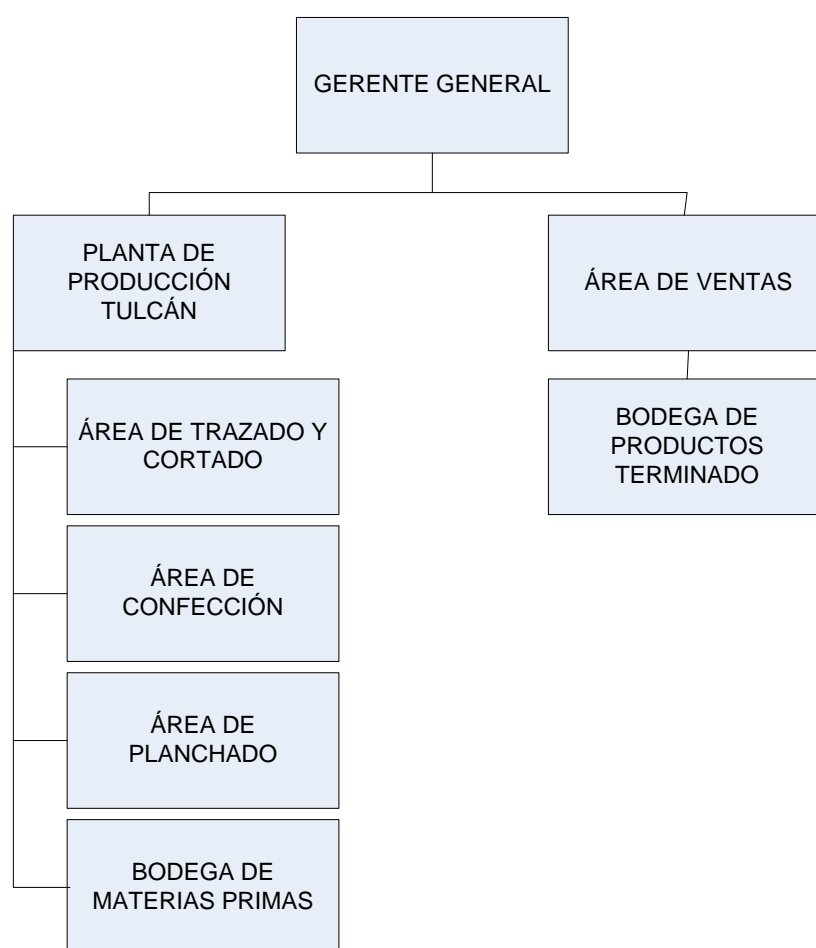 GERENTE GENERAL
PLANTA DE
PRODUCCIÓN
TULCÁN
ÁREA DE VENTAS
ÁREA DE TRAZADO Y
CORTADO
BODEGA DE
PRODUCTOS
TERMINADO
ÁREA DE
CONFECCIÓN
ÁREA DE
PLANCHADO
BODEGA DE
MATERIAS PRIMAS